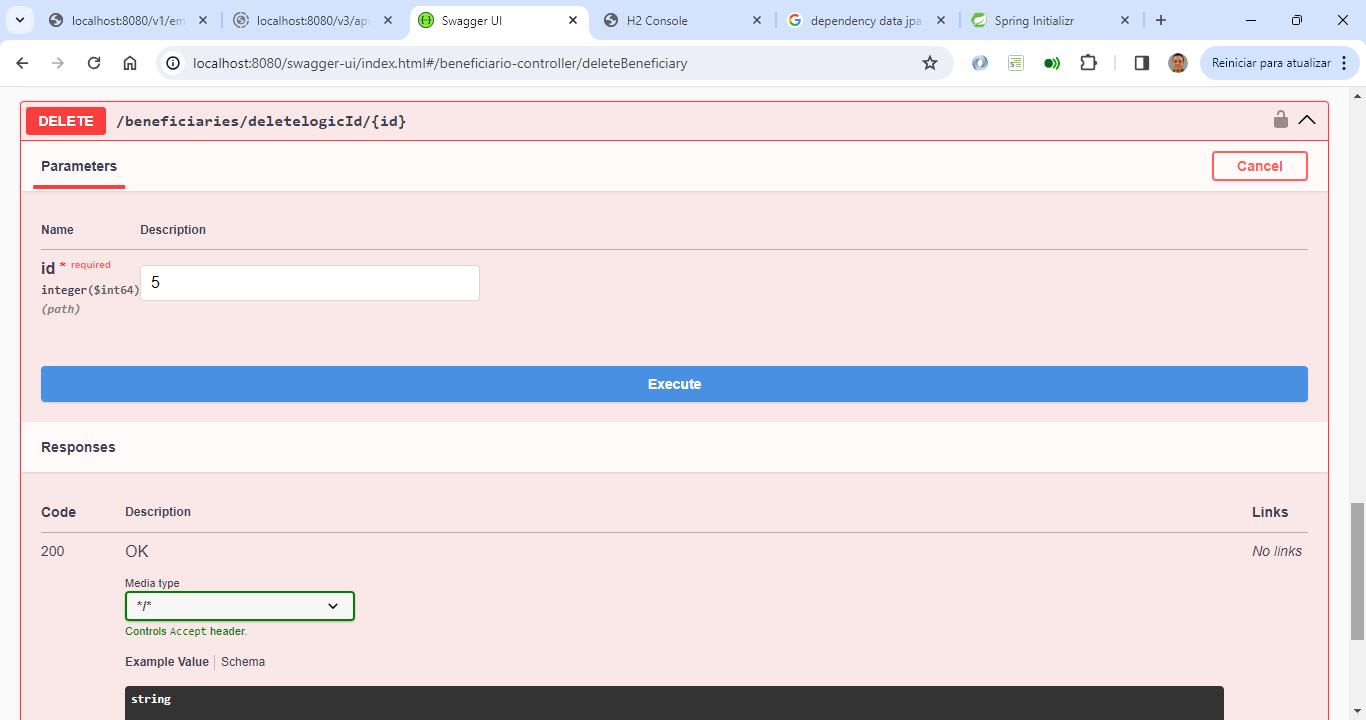 localhost:8080/v1/em
localhost:8080/v3/api
Swagger UI
H2 Console
dependency data jpa
Spring Initializr
localhost:8080/swagger-ui/index.html#/beneficiario-controller/deleteBeneficiary
Reiniciar para atualizar
DELETE /beneficiaries/deletelogicId/{id}
Parameters
Cancel
Name Description
id * required
integer($int64)
(path)
5
Execute
Responses
Code Description Links
200 OK No links
Media type
*/*
Controls Accept header.
Example Value Schema
string